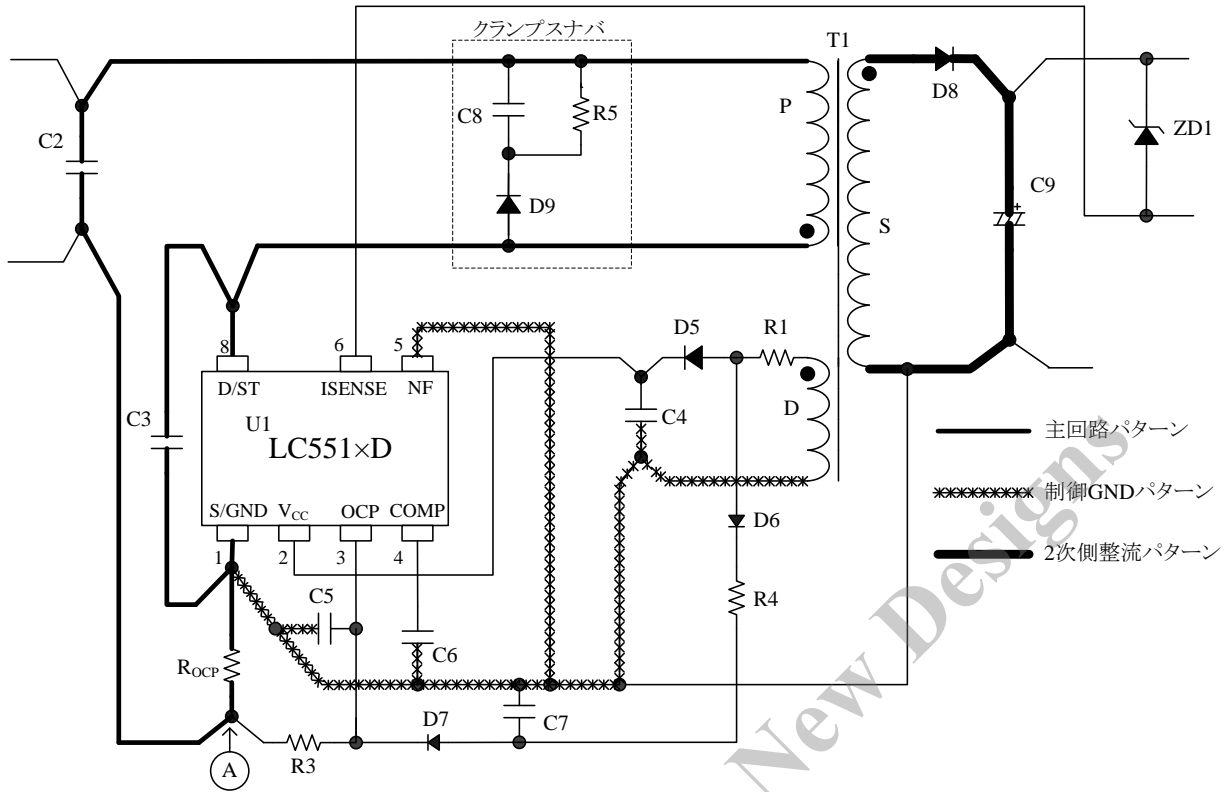 クランプスナバ
T1
D8
P
C8
R5
C2
ZD1
D9
C9
+
S
8
6
5
D5
R1
D/ST
ISENSE
NF
C3
U1
C4
D
LC551×D
主回路パターン
制御GNDパターン
S/GND
VCC
OCP
COMP
D6
1
2
3
4
2次側整流パターン
C5
R4
C6
ROCP
C7
D7
R3
A
New Designs